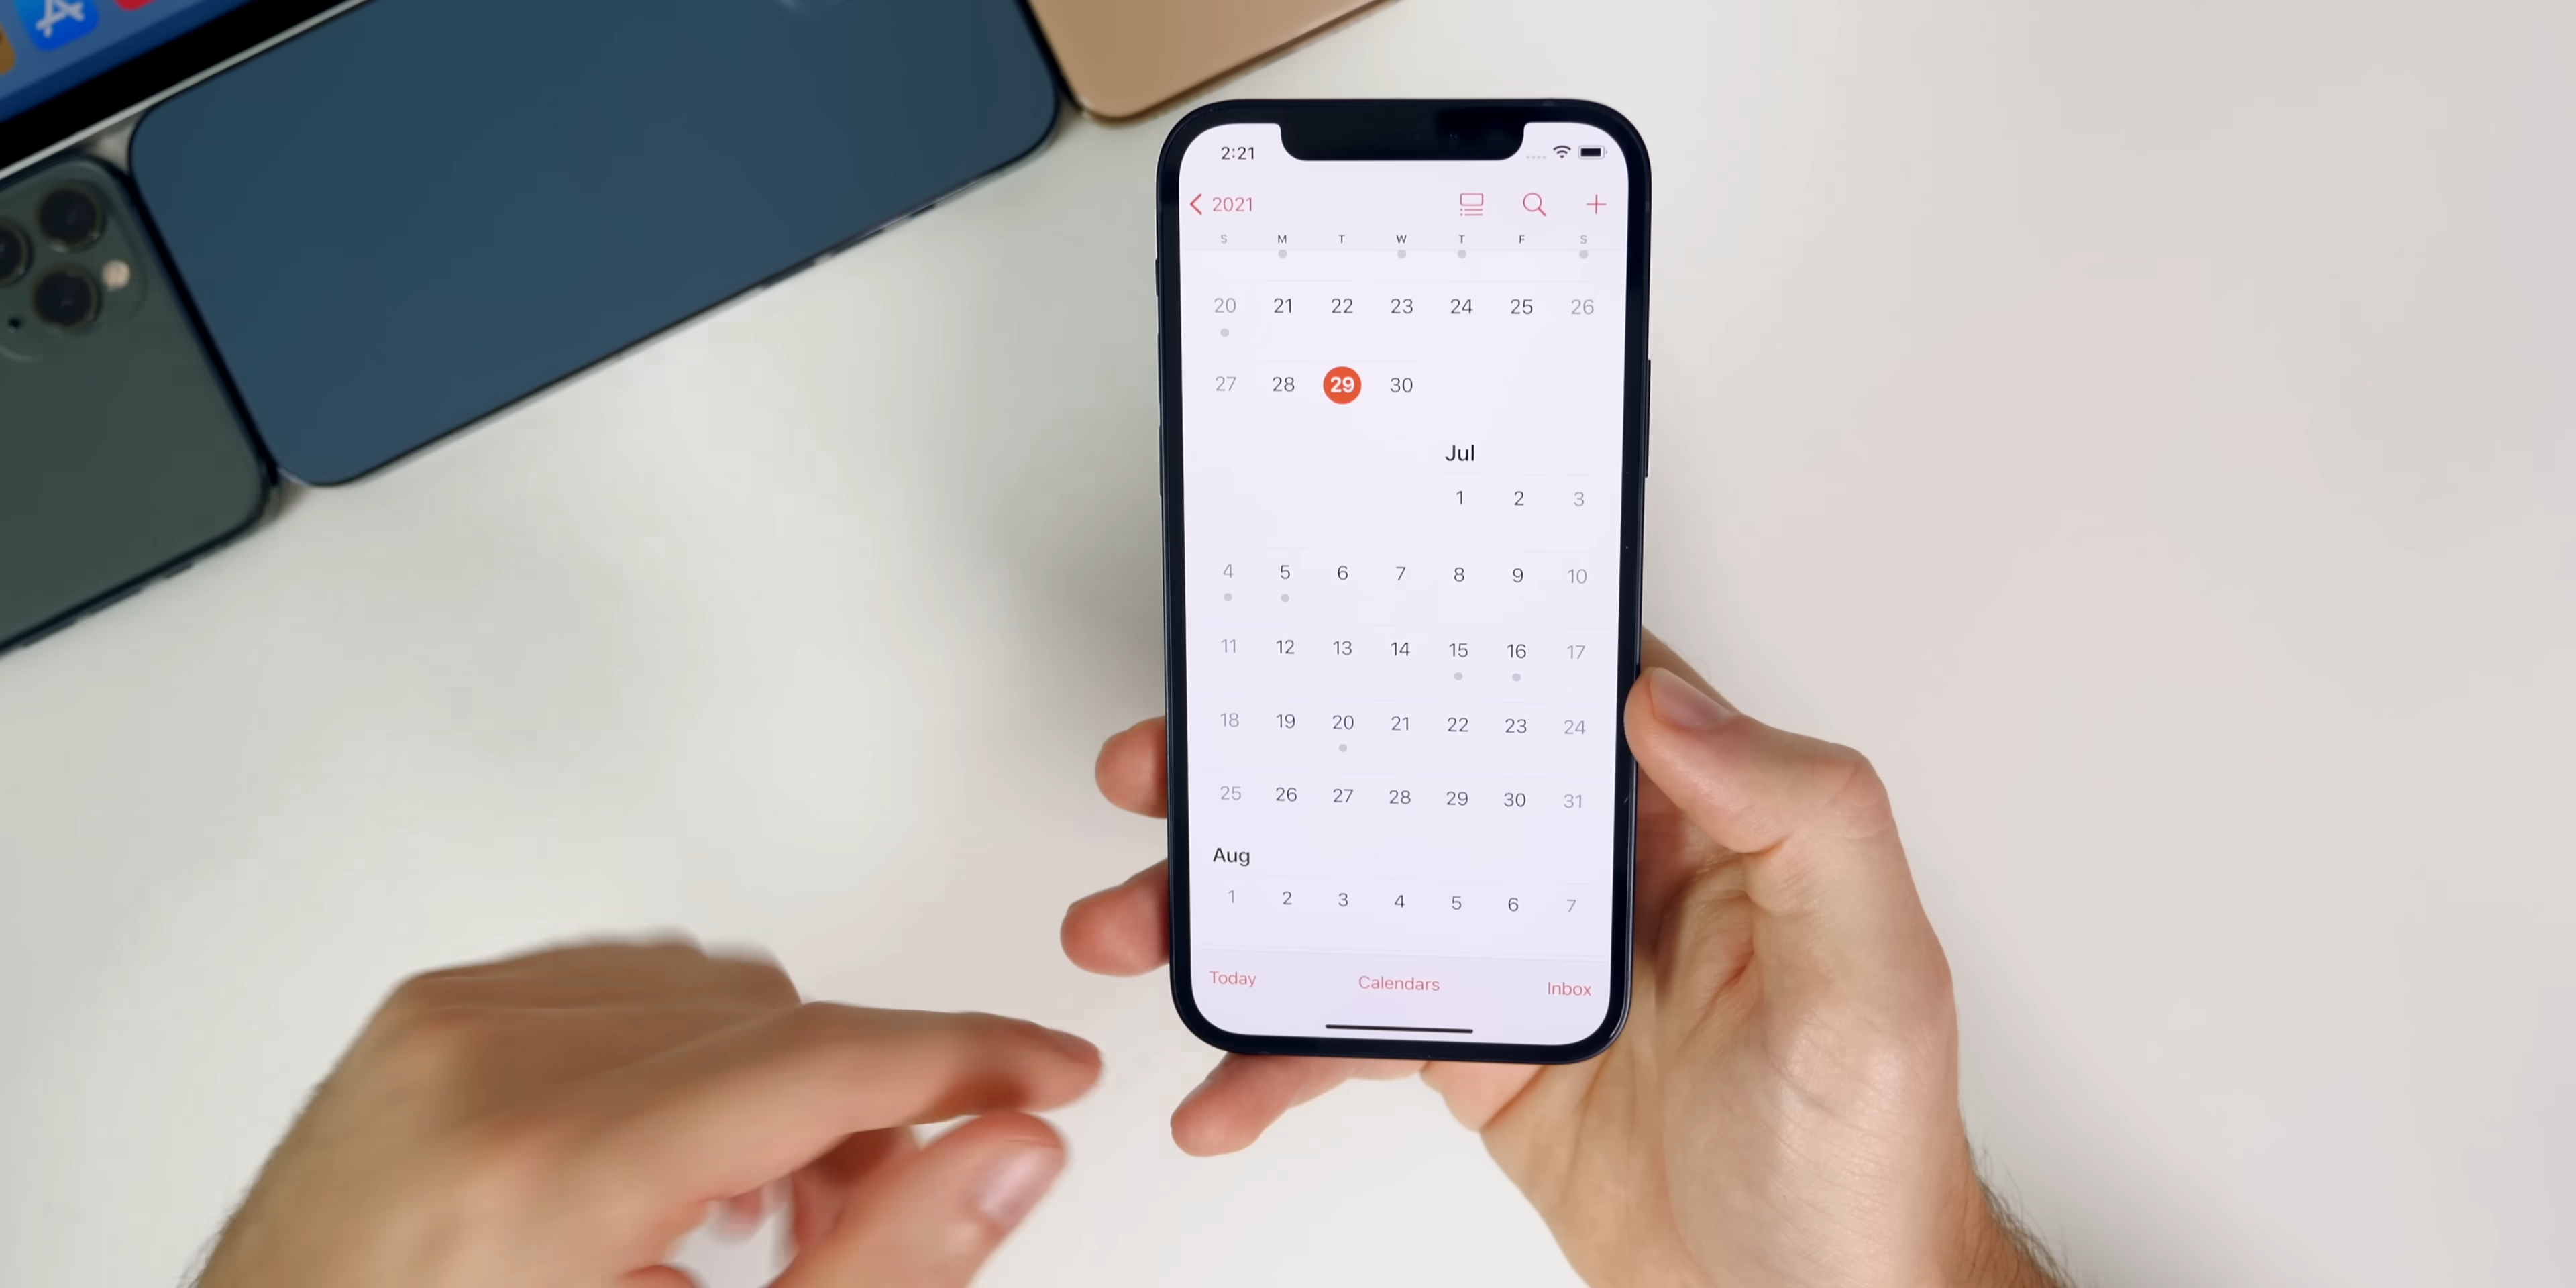 2:21
2021
S M T W T F S
20 21 22 23 24 25 26
27 28 29 30
Jul
1 2 3
4 5 6 7 8 9 10
11 12 13 14 15 16 17
18 19 20 21 22 23 24
25 26 27 28 29 30 31
Aug
1 2 3 4 5 6 7
Today Calendars Inbox